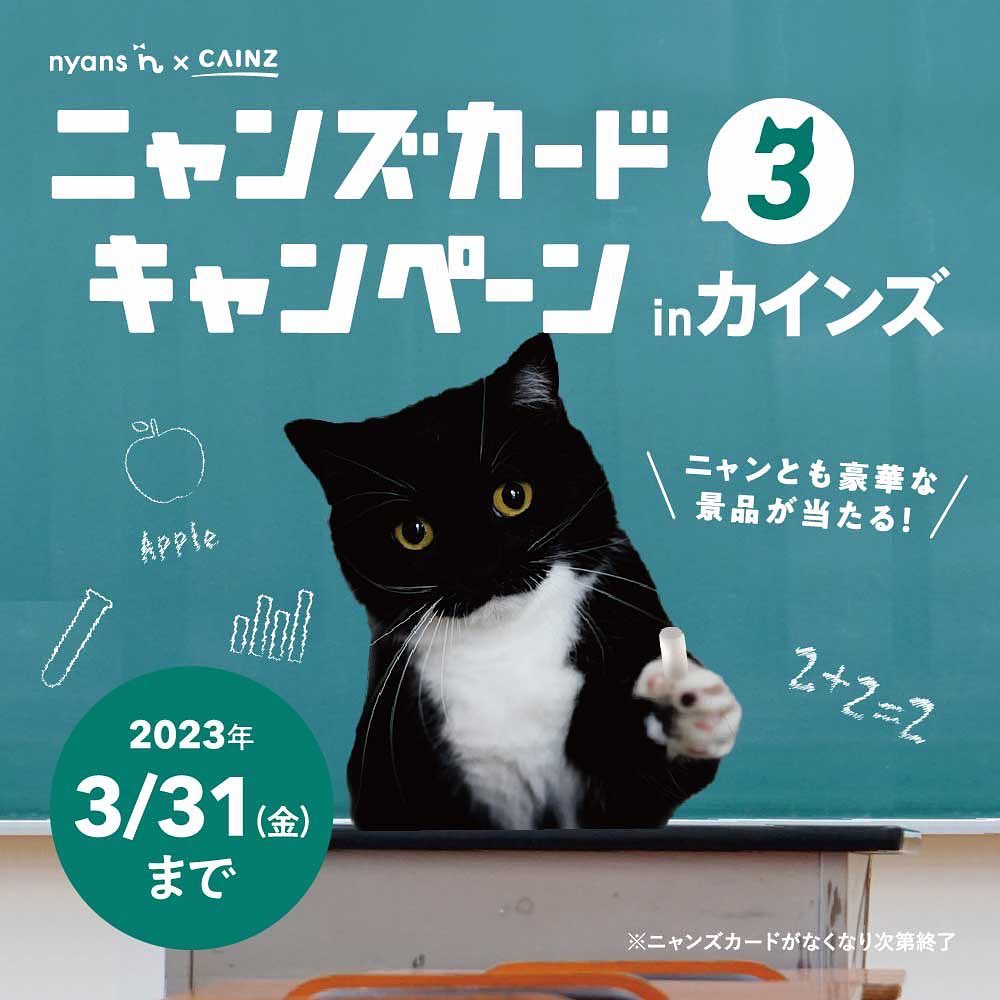 nyans n × CAINZ
ニャンズカード
キャンペーン
3
inカインズ
ニャンとも豪華な
景品が当たる!
Apple
2+2=2
2023年
3/31(金)
まで
※ニャンズカードがなくなり次第終了